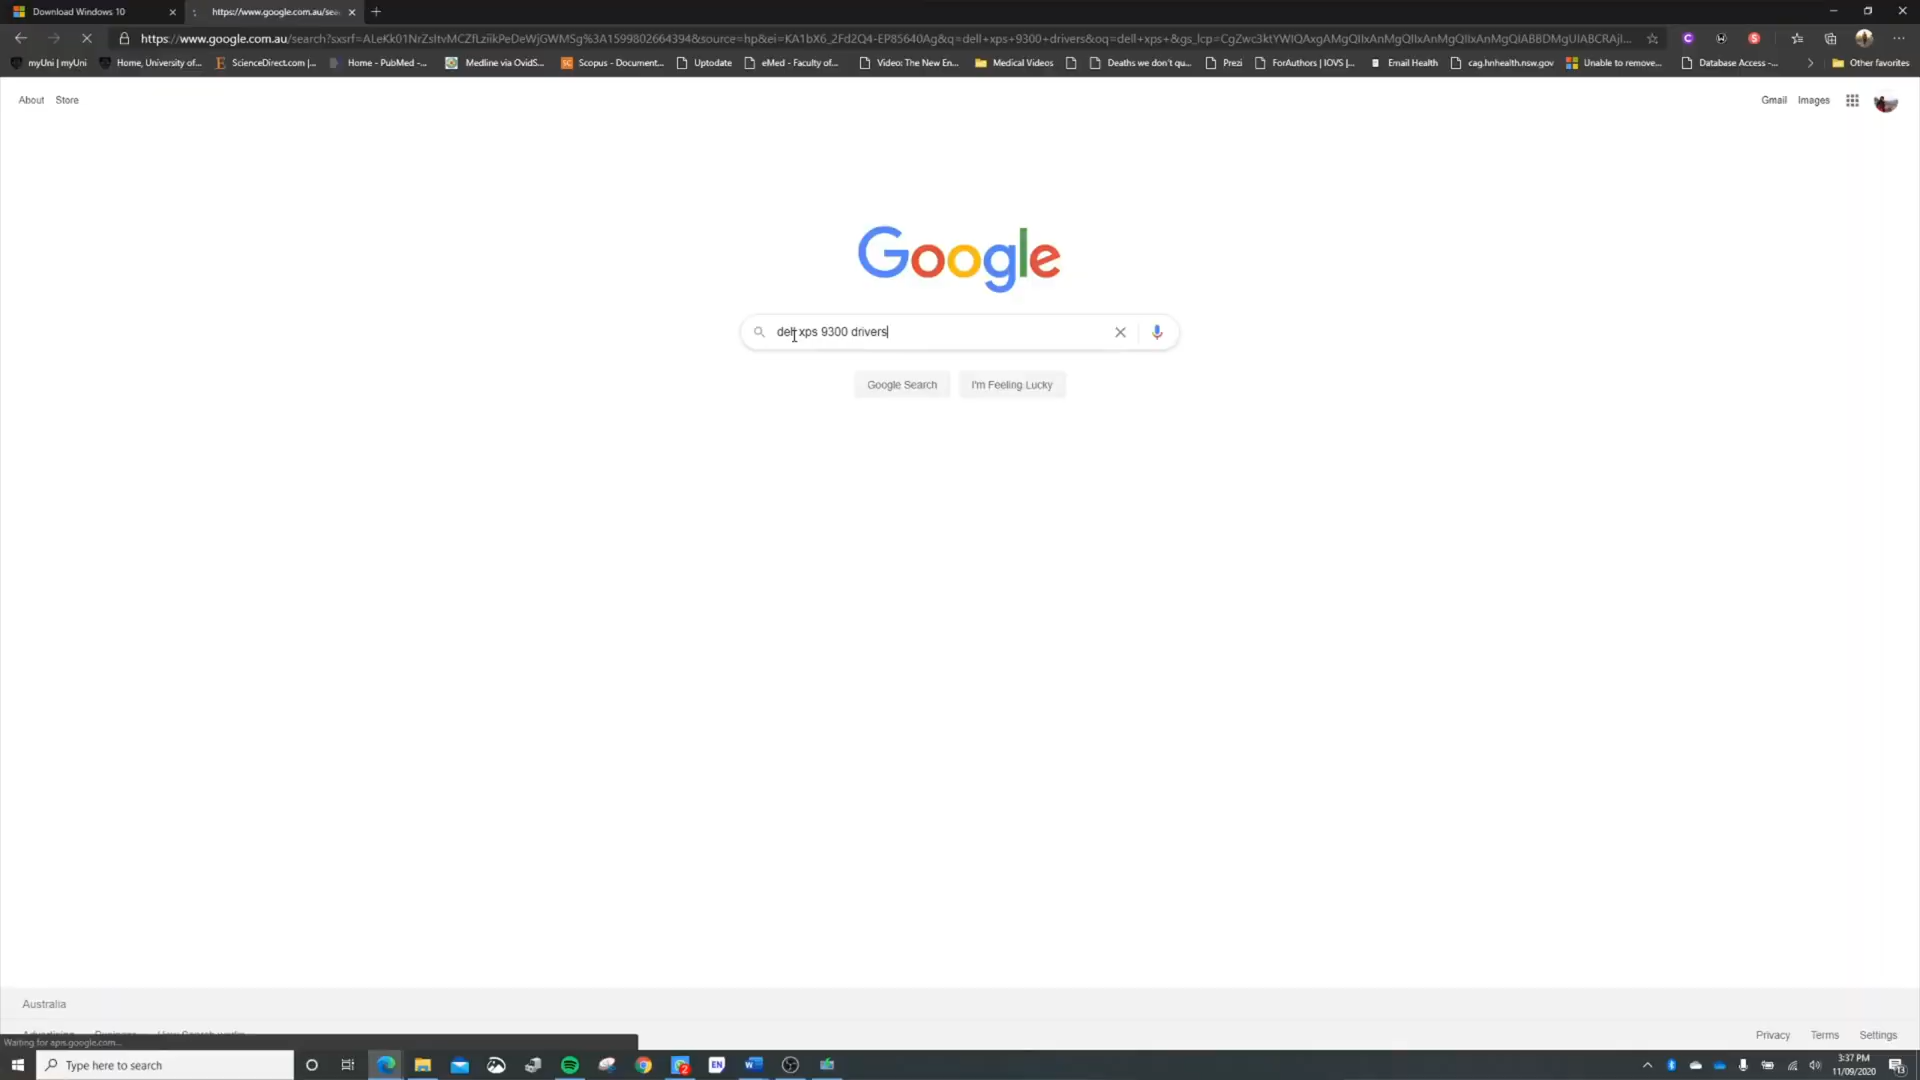 Download Windows 10
https://www.google.com.au/sea
https://www.google.com.au/search?sxsrf=ALeKk01NrZsItvMCZfLziikPeDeWjGWMSg%3A1599802664394&source=hp&ei=KA1bX6_2Fd2Q4-EP85640Ag&q=dell+xps+9300+drivers&oq=dell+xps+&gs_lcp=CgZwc3ktYWIQAxgAMgQIIxAnMgQIIxAnMgQIIxAnMgQIABBDMgUIABCRAjI...
myUni | myUni
Home, University of...
ScienceDirect.com |...
Home - PubMed -...
Medline via OvidS...
Scopus - Document...
Uptodate
eMed - Faculty of...
Video: The New En...
Medical Videos
Deaths we don't qu...
Prezi
ForAuthors | IOVS |...
Email Health
cag.hnhealth.nsw.gov
Unable to remove...
Database Access -...
Other favorites
About Store
Gmail Images
Google
dell xps 9300 drivers
Google Search I'm Feeling Lucky
Australia
Privacy Terms Settings
Waiting for aps.google.com...
Type here to search
EN
3:37 PM
11/09/2020